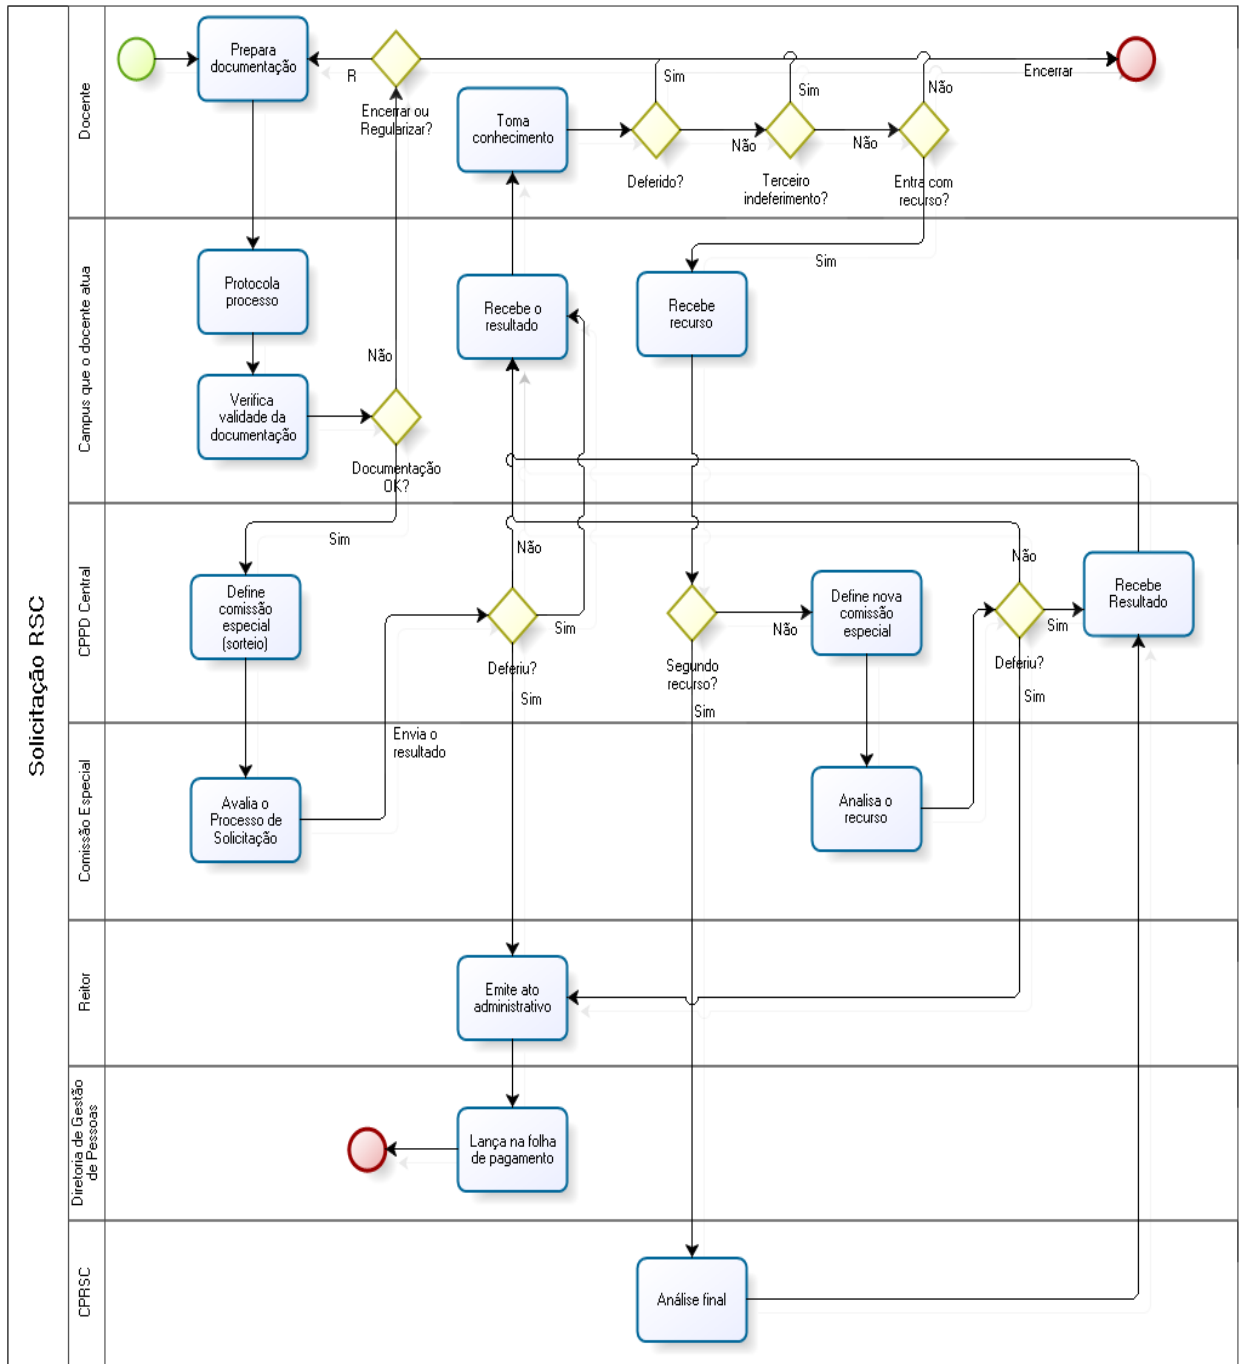 Solicitação RSC
Docente
Prepara
documentação
R
Encerrar ou
Regularizar?
Toma
conhecimento
Sim
Sim
Não
Encerrar
Não
Não
Deferido?
Terceiro
indeferimento?
Entra com
recurso?
Campus que o docente atua
Protocola
processo
Recebe o
resultado
Recebe
recurso
Sim
Não
Verifica
validade da
documentação
Documentação
OK?
CPPD Central
Sim
Não
Não
Define
comissão
especial
(sorteio)
Sim
Deferiu?
Sim
Não
Segundo
recurso?
Sim
Define nova
comissão
especial
Sim
Deferiu?
Sim
Recebe
Resultado
Comissão Especial
Envia o
resultado
Avalia o
Processo de
Solicitação
Analisa o
recurso
Reitor
Emite ato
administrativo
Diretoria de Gestão
de Pessoas
Lança na folha
de pagamento
CPRSC
Análise final